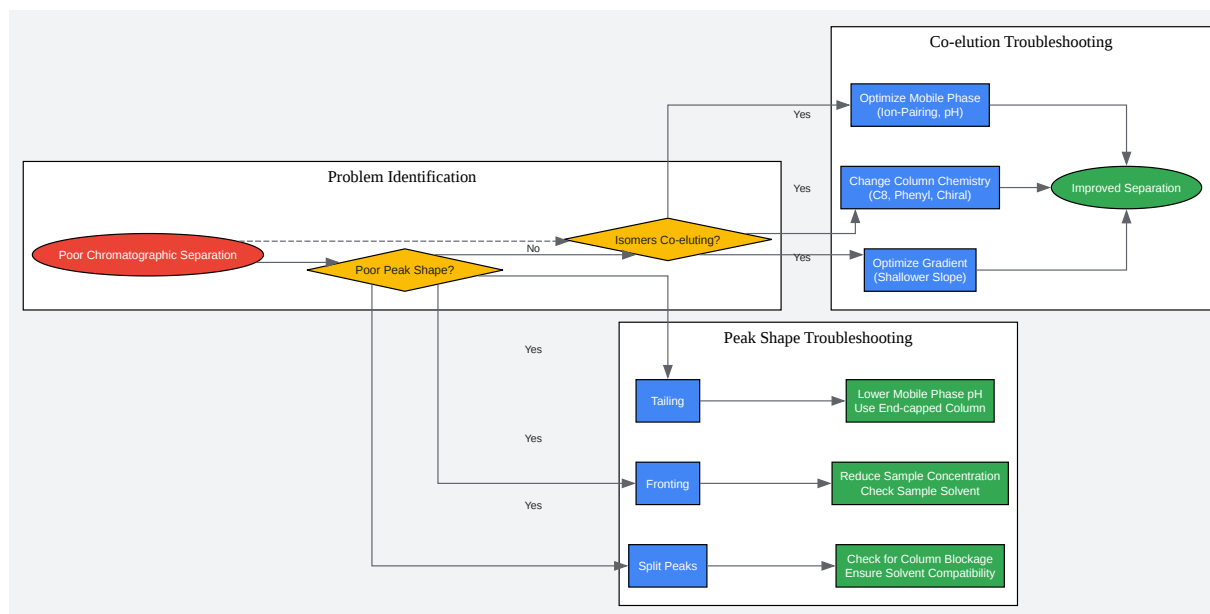 Co-elution Troubleshooting
Optimize Mobile Phase
(Ion-Pairing, pH)
Yes
Problem Identification
Change Column Chemistry
(C8, Phenyl, Chiral)
Yes
Improved Separation
Poor Chromatographic Separation
Isomers Co-eluting?
No
Poor Peak Shape?
Yes
Optimize Gradient
(Shallower Slope)
Peak Shape Troubleshooting
Yes
Tailing
Lower Mobile Phase pH
Use End-capped Column
Yes
Fronting
Reduce Sample Concentration
Check Sample Solvent
Yes
Split Peaks
Check for Column Blockage
Ensure Solvent Compatibility